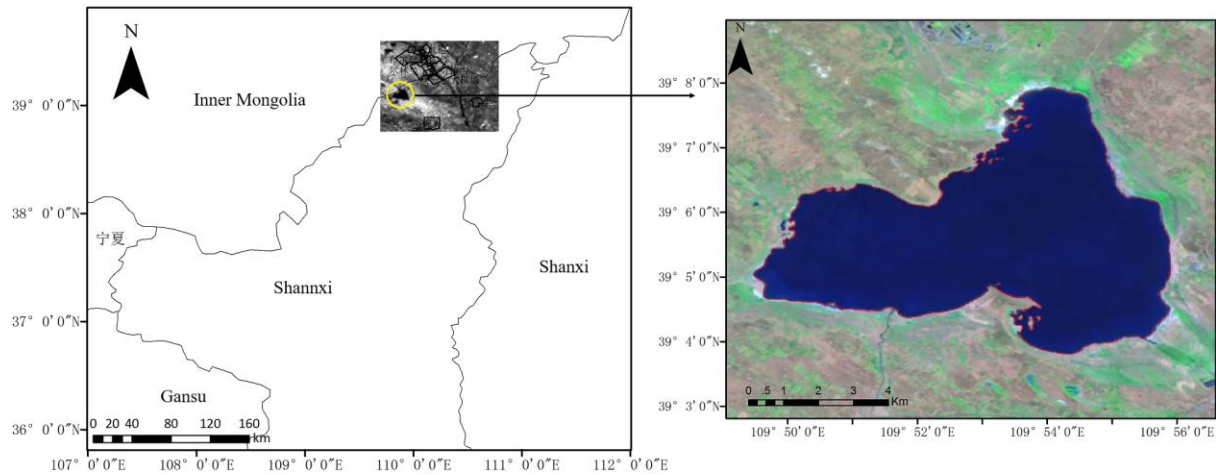 N
Inner Mongolia
宁夏
Shannxi
Shanxi
Gansu
39° 0′0″N
38° 0′0″N
37° 0′0″N
36° 0′0″N
0 20 40 80 120 160
km
107° 0′0″E 108° 0′0″E 109° 0′0″E 110° 0′0″E 111° 0′0″E 112° 0′0″E
N
39° 8′0″N
39° 7′0″N
39° 6′0″N
39° 5′0″N
39° 4′0″N
39° 3′0″N
0 .5 1 2 3 4
Km
109° 50′0″E 109° 52′0″E 109° 54′0″E 109° 56′0″E